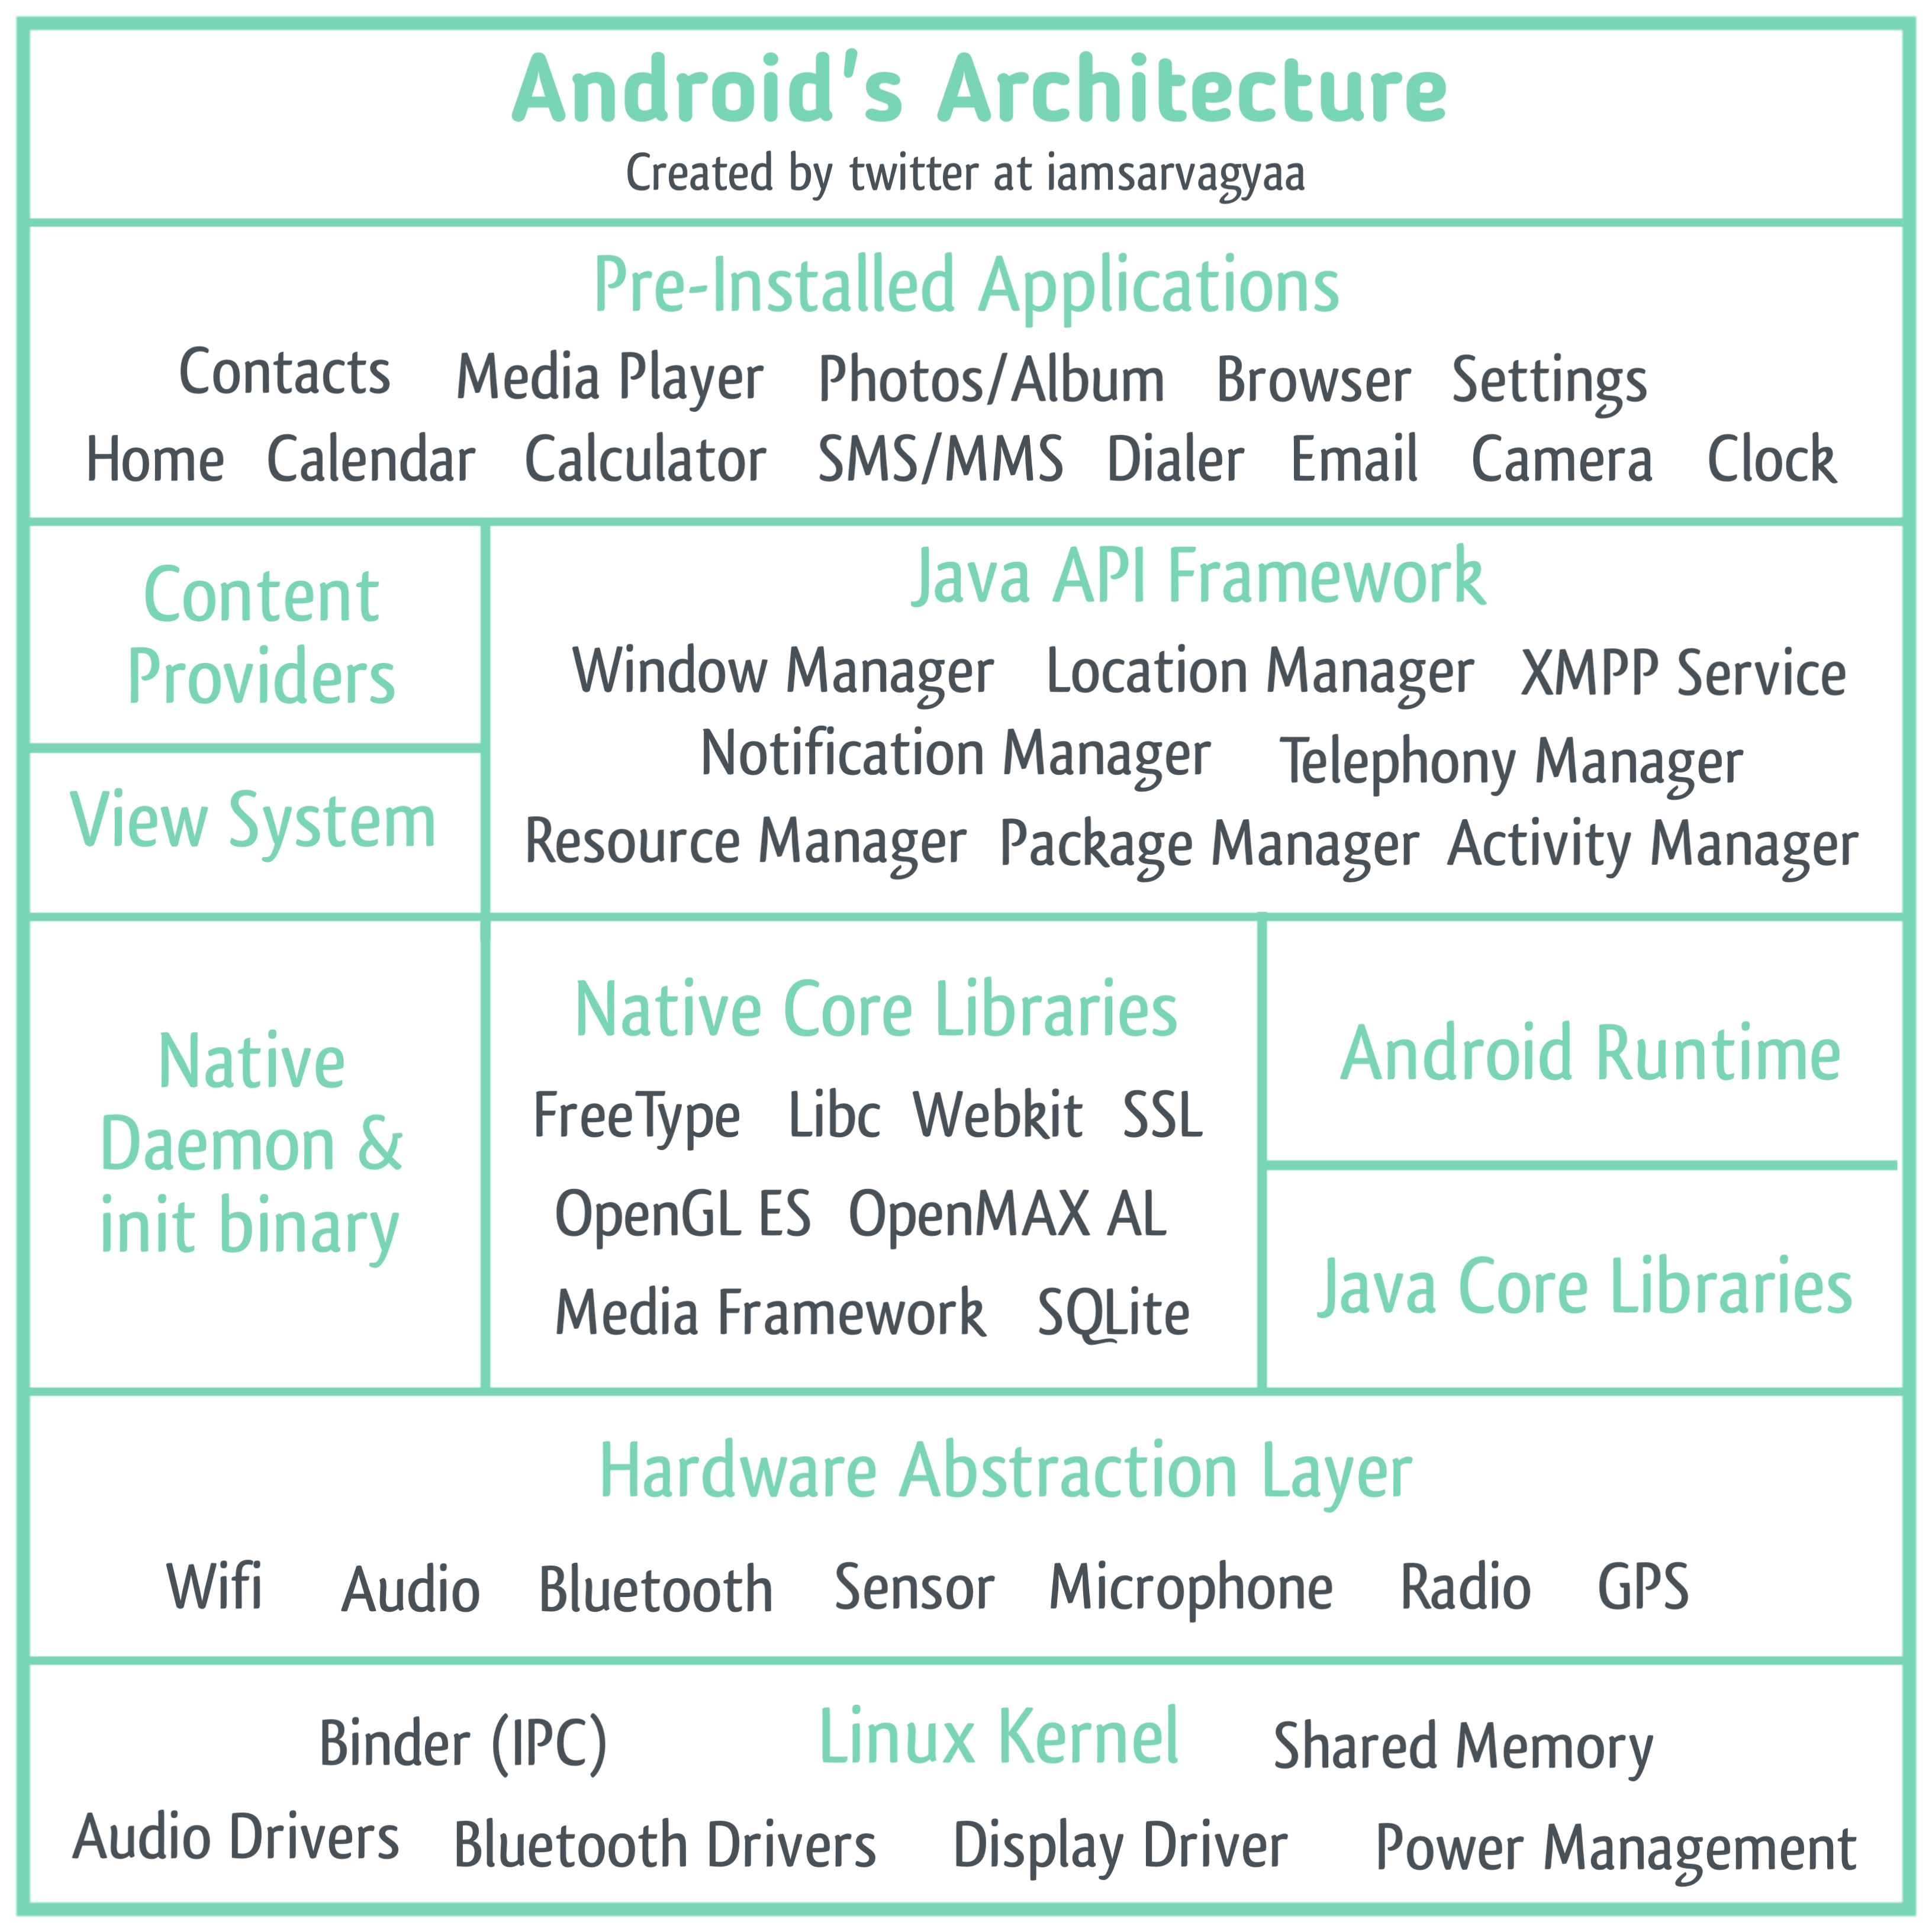 Android's Architecture
Created by twitter at iamsarvagyaa
Pre-Installed Applications
Contacts Media Player Photos/Album Browser Settings
Home Calendar Calculator SMS/MMS Dialer Email Camera Clock
Content
Providers
View System
Java API Framework
Window Manager Location Manager XMPP Service
Notification Manager Telephony Manager
Resource Manager Package Manager Activity Manager
Native
Daemon &
init binary
Native Core Libraries
FreeType Libc Webkit SSL
OpenGL ES OpenMAX AL
Media Framework SQLite
Android Runtime
Java Core Libraries
Hardware Abstraction Layer
Wifi Audio Bluetooth Sensor Microphone Radio GPS
Binder (IPC) Linux Kernel Shared Memory
Audio Drivers Bluetooth Drivers Display Driver Power Management